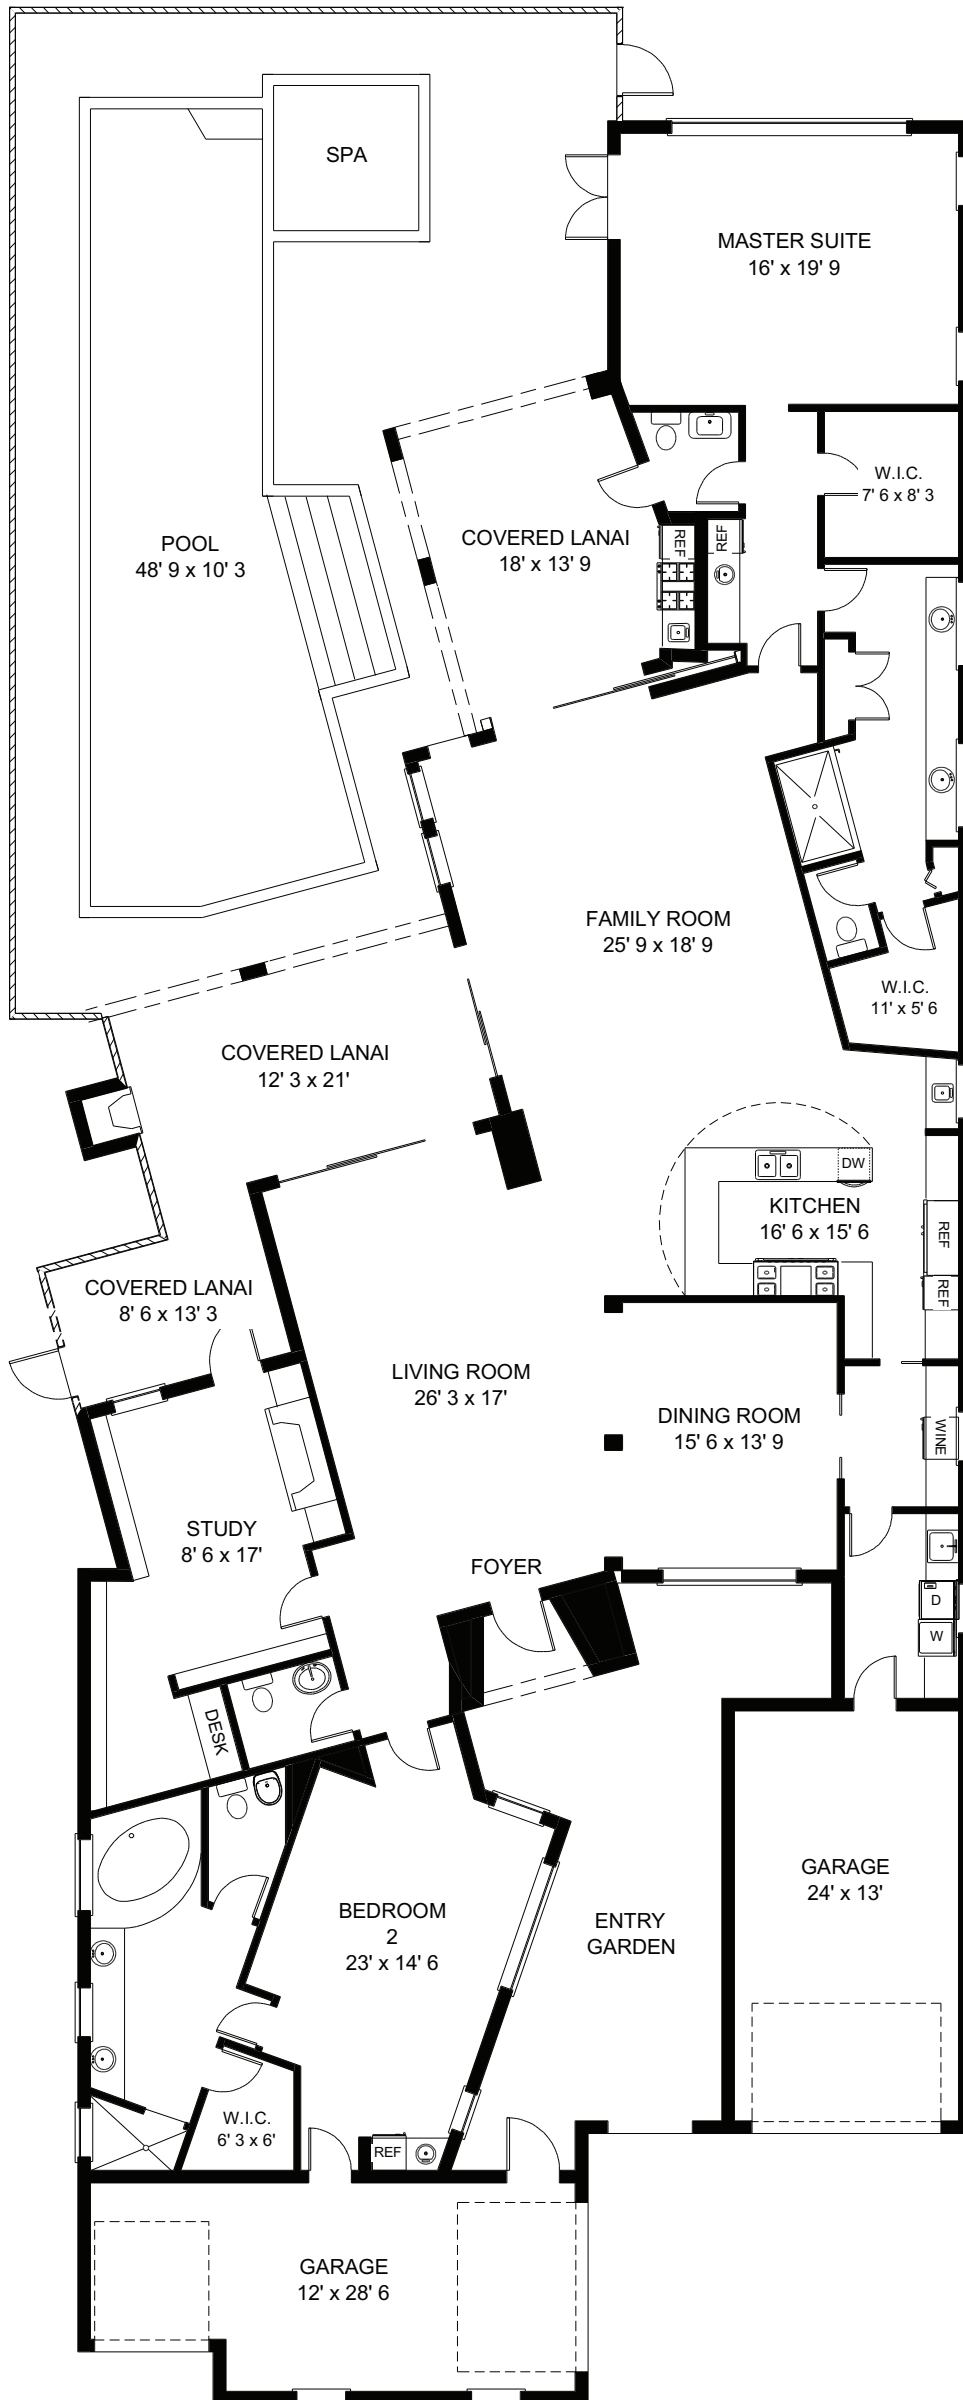 SPA
MASTER SUITE
16' x 19' 9
W.I.C.
7' 6 x 8' 3
POOL
48' 9 x 10' 3
COVERED LANAI
18' x 13' 9
REF
REF
FAMILY ROOM
25' 9 x 18' 9
W.I.C.
11' x 5' 6
COVERED LANAI
12' 3 x 21'
DW
KITCHEN
16' 6 x 15' 6
REF
REF
COVERED LANAI
8' 6 x 13' 3
LIVING ROOM
26' 3 x 17'
DINING ROOM
15' 6 x 13' 9
WINE
STUDY
8' 6 x 17'
FOYER
D
W
DESK
GARAGE
24' x 13'
BEDROOM
2
23' x 14' 6
ENTRY
GARDEN
W.I.C.
6' 3 x 6'
REF
GARAGE
12' x 28' 6